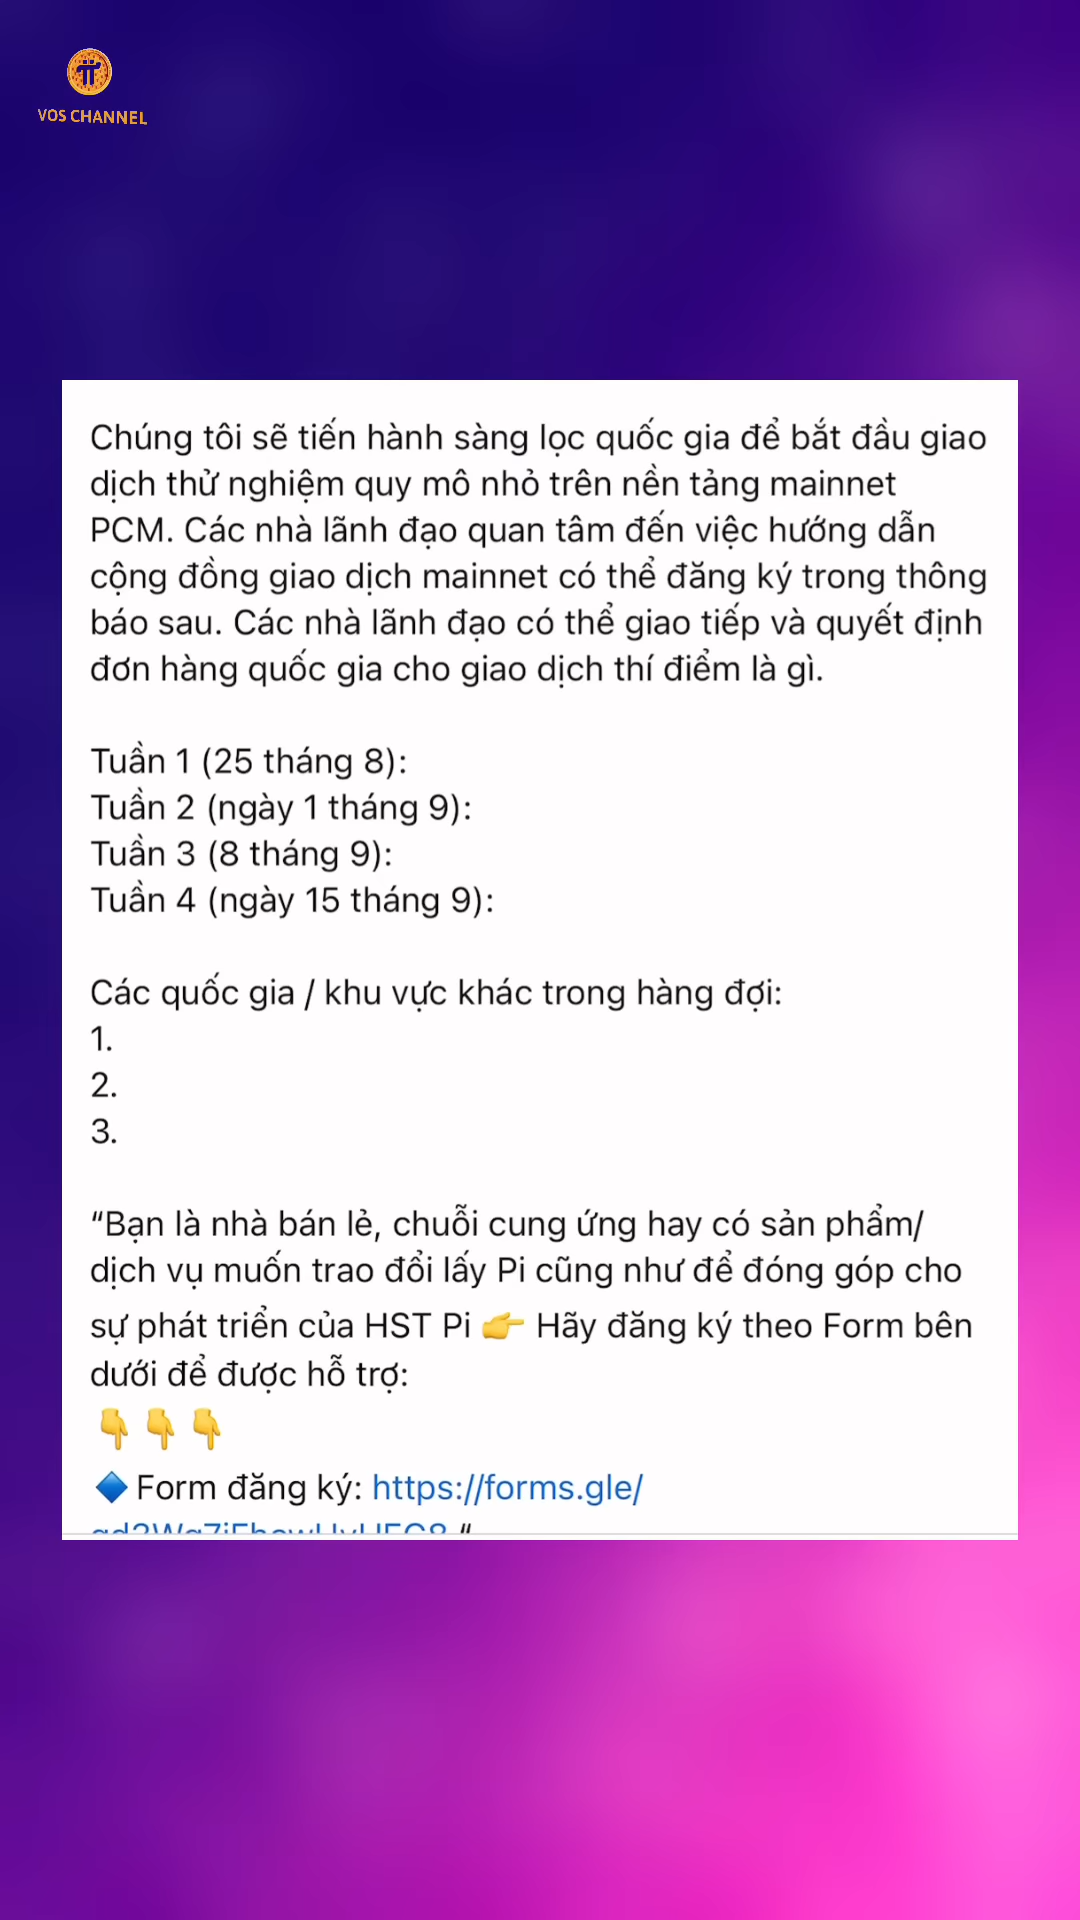 VOS CHANNEL
Chúng tôi sẽ tiến hành sàng lọc quốc gia để bắt đầu giao
dịch thử nghiệm quy mô nhỏ trên nền tảng mainnet
PCM. Các nhà lãnh đạo quan tâm đến việc hướng dẫn
cộng đồng giao dịch mainnet có thể đăng ký trong thông
báo sau. Các nhà lãnh đạo có thể giao tiếp và quyết định
đơn hàng quốc gia cho giao dịch thí điểm là gì.
Tuần 1 (25 tháng 8):
Tuần 2 (ngày 1 tháng 9):
Tuần 3 (8 tháng 9):
Tuần 4 (ngày 15 tháng 9):
Các quốc gia / khu vực khác trong hàng đợi:
1.
2.
3.
“Bạn là nhà bán lẻ, chuỗi cung ứng hay có sản phẩm/
dịch vụ muốn trao đổi lấy Pi cũng như để đóng góp cho
sự phát triển của HST Pi 👉 Hãy đăng ký theo Form bên
dưới để được hỗ trợ:
👇👇👇
🔷 Form đăng ký: https://forms.gle/